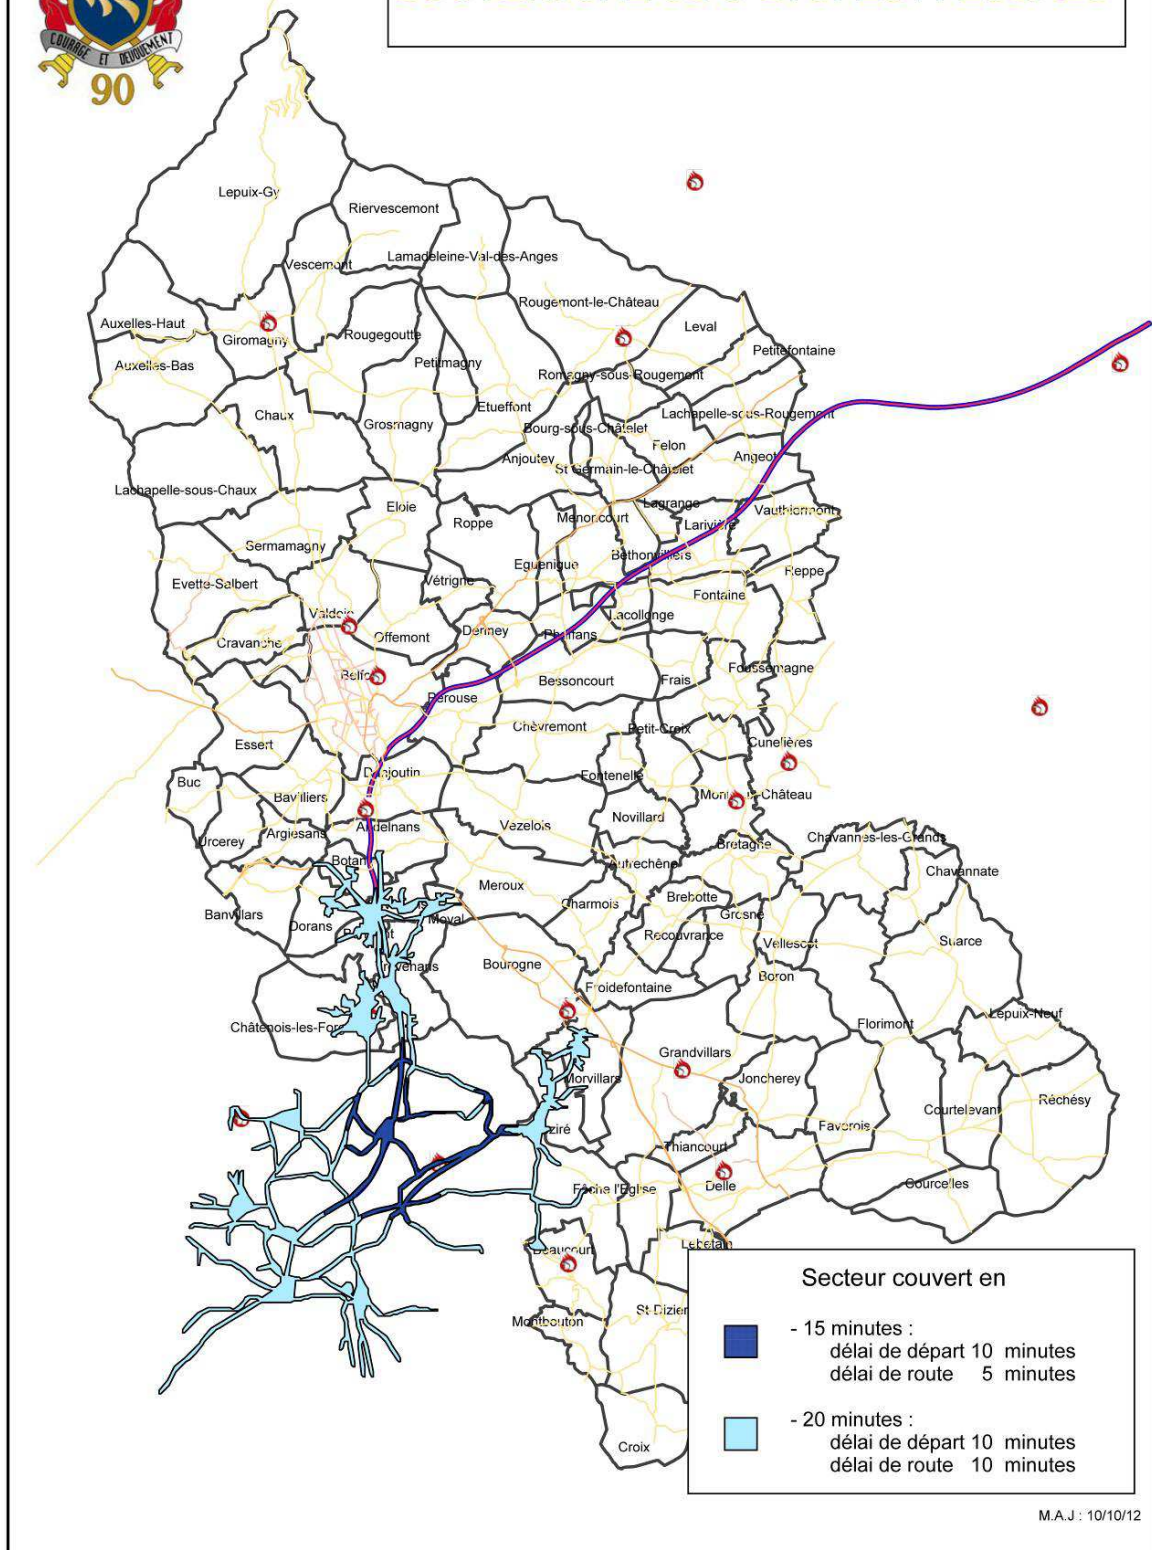 COURAGE ET DEVOUEMENT
90
Lepuix-Gy
Riervescemont
Lamadeleine-Val-des-Anges
Vescemont
Rougemont-le-Château
Auxelles-Haut
Leval
Giromagny
Rougegoutte
Petitefontaine
Auxelles-Bas
Petitmagny
Romagny-sous-Rougemont
Etueffont
Chaux
Lachapelle-sous-Rougemont
Grosmagny
Bourg-sous-Châtelet
Felon
Anjoutey
Angeot
St Germain-le-Châtelet
Lachapelle-sous-Chaux
Eloie
Lagrange
Vauthiermont
Roppe
Menoncourt
Larivière
Sermamagny
Bethonvilliers
Eguenigue
Reppe
Evette-Salbert
Vétrigne
Fontaine
Valdoie
Lacollonge
Denney
Phaffans
Offemont
Cravanche
Foussemagne
Belfort
Bessoncourt
Frais
Pérouse
Chèvremont
Petit-Croix
Essert
Cunelières
Danjoutin
Fontenelle
Buc
Bavilliers
Montreux-Château
Novillard
Vézelois
Andelnans
Argiésans
Chavannes-les-Grands
Urcerey
Bretagne
Botans
Autrechêne
Chavannate
Meroux
Brebotte
Charmois
Banvillars
Grosne
Moval
Dorans
Recouvrance
Suarce
Vellescot
Trévenans
Bourogne
Boron
Froidefontaine
Lepuix-Neuf
Florimont
Châtenois-les-Forges
Grandvillars
Morvillars
Joncherey
Réchésy
Courtelevant
Faverois
ziré
Thiancourt
Courcelles
Delle
Fêche l'Eglise
Lebetain
Beaucourt
St-Dizier
Montbouton
Croix
Secteur couvert en
- 15 minutes :
délai de départ 10 minutes
délai de route 5 minutes
- 20 minutes :
délai de départ 10 minutes
délai de route 10 minutes
M.A.J : 10/10/12